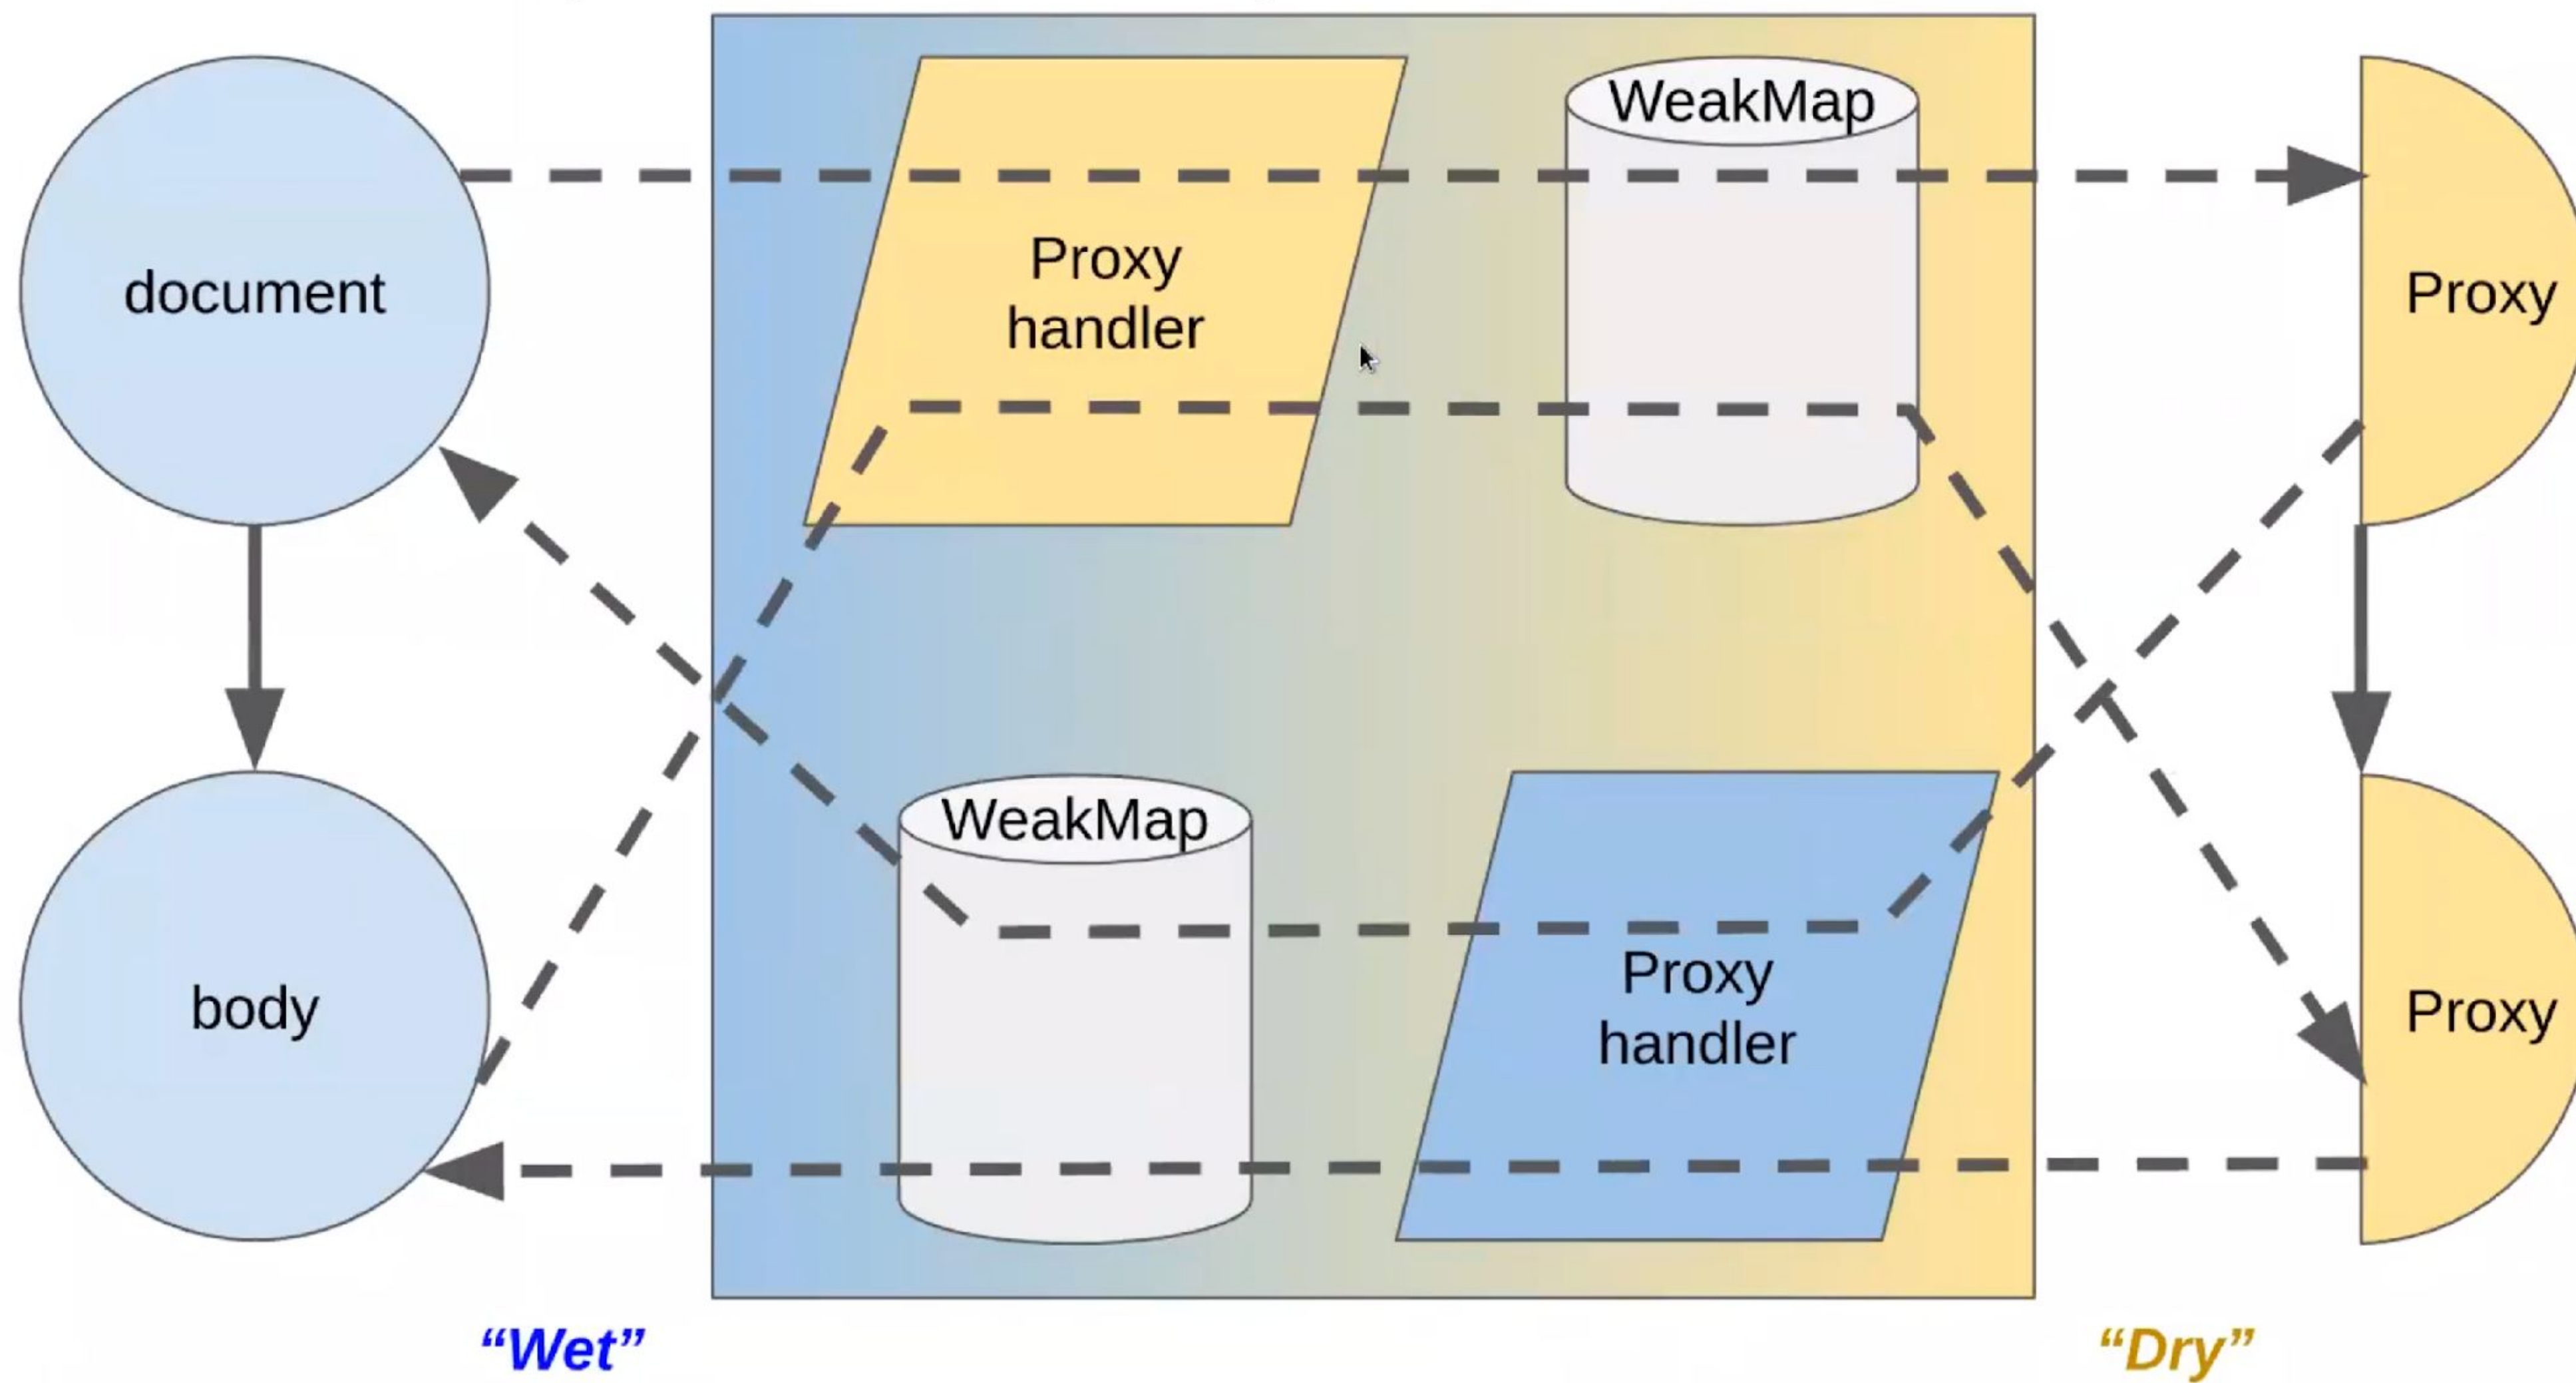 WeakMap
document
Proxy
handler
Proxy
WeakMap
body
Proxy
handler
Proxy
“Wet”
“Dry”